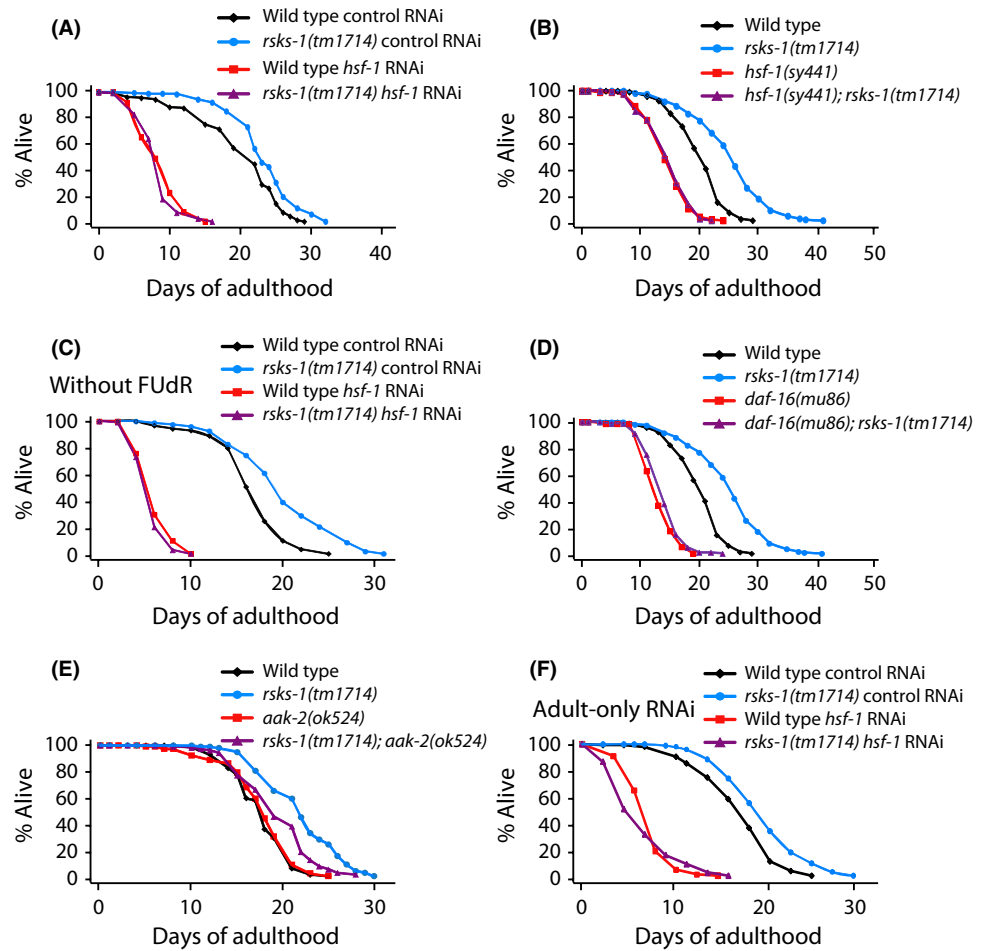 (A)
Wild type control RNAi
rsks-1(tm1714) control RNAi
Wild type hsf-1 RNAi
rsks-1(tm1714) hsf-1 RNAi
% Alive
100
80
60
40
20
0
0 10 20 30 40
Days of adulthood
(B)
Wild type
rsks-1(tm1714)
hsf-1(sy441)
hsf-1(sy441); rsks-1(tm1714)
% Alive
100
80
60
40
20
0
0 10 20 30 40 50
Days of adulthood
(C)
Without FUdR
Wild type control RNAi
rsks-1(tm1714) control RNAi
Wild type hsf-1 RNAi
rsks-1(tm1714) hsf-1 RNAi
% Alive
100
80
60
40
20
0
0 10 20 30
Days of adulthood
(D)
Wild type
rsks-1(tm1714)
daf-16(mu86)
daf-16(mu86); rsks-1(tm1714)
% Alive
100
80
60
40
20
0
0 10 20 30 40 50
Days of adulthood
(E)
Wild type
rsks-1(tm1714)
aak-2(ok524)
rsks-1(tm1714); aak-2(ok524)
% Alive
100
80
60
40
20
0
0 10 20 30
Days of adulthood
(F)
Adult-only RNAi
Wild type control RNAi
rsks-1(tm1714) control RNAi
Wild type hsf-1 RNAi
rsks-1(tm1714) hsf-1 RNAi
% Alive
100
80
60
40
20
0
0 10 20 30
Days of adulthood